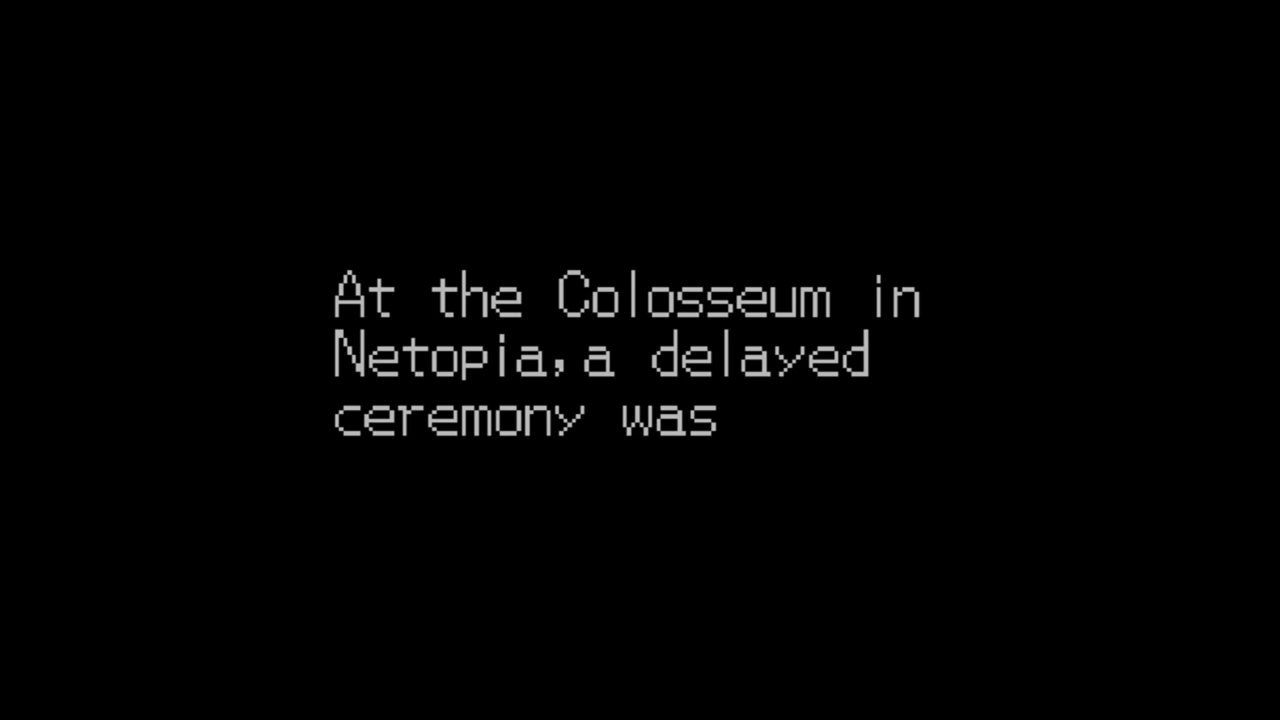 At the Colosseum in
Netopia,a delayed
ceremony was